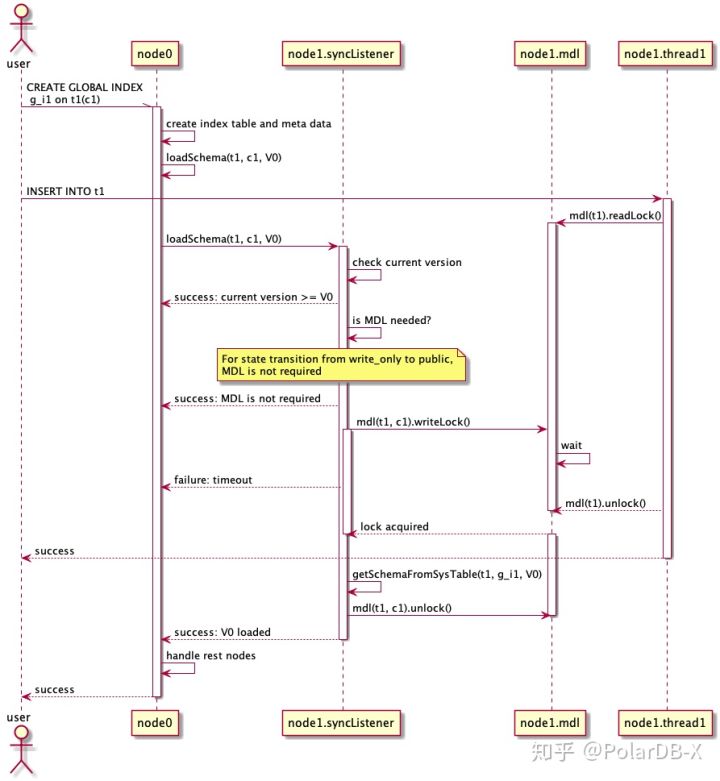 user
node0
node1.syncListener
node1.mdl
node1.thread1
CREATE GLOBAL INDEX
g_i1 on t1(c1)
create index table and meta data
loadSchema(t1, c1, V0)
INSERT INTO t1
mdl(t1).readLock()
loadSchema(t1, c1, V0)
check current version
success: current version >= V0
is MDL needed?
For state transition from write_only to public,
MDL is not required
success: MDL is not required
mdl(t1, c1).writeLock()
wait
failure: timeout
mdl(t1).unlock()
lock acquired
success
getSchemaFromSysTable(t1, g_i1, V0)
mdl(t1, c1).unlock()
success: V0 loaded
handle rest nodes
success
user
node0
node1.syncListener
node1.mdl
node1.thread1
知乎 @PolarDB-X